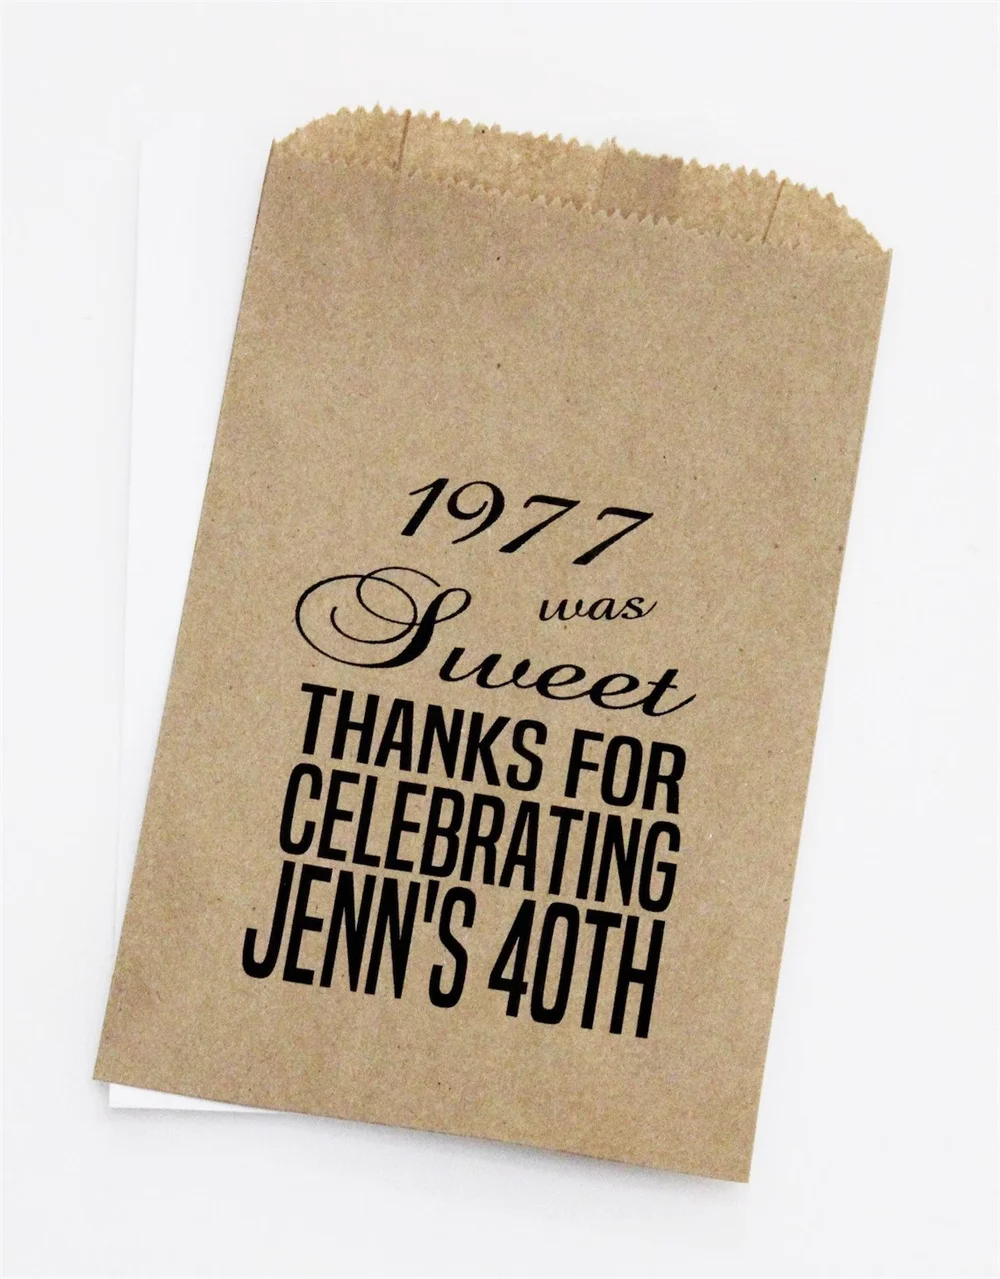 1977
was
Sweet
THANKS FOR
CELEBRATING
JENN'S 40TH